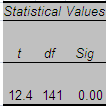 Statistical Values
t df Sig
12.4 141 0.00